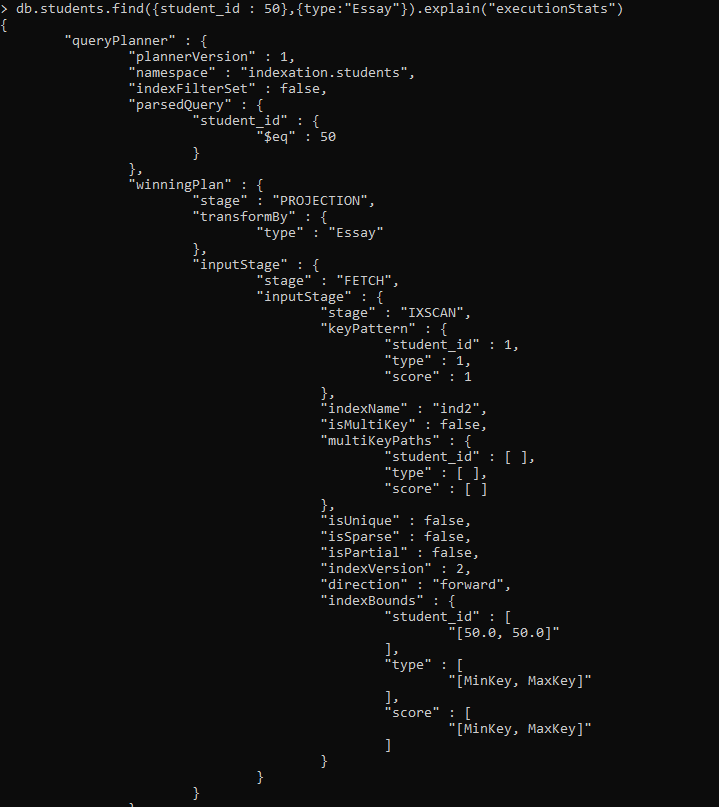 > db.students.find({student_id : 50},{type:"Essay"}).explain("executionStats")
{
        "queryPlanner" : {
                "plannerVersion" : 1,
                "namespace" : "indexation.students",
                "indexFilterSet" : false,
                "parsedQuery" : {
                        "student_id" : {
                                "$eq" : 50
                        }
                },
                "winningPlan" : {
                        "stage" : "PROJECTION",
                        "transformBy" : {
                                "type" : "Essay"
                        },
                        "inputStage" : {
                                "stage" : "FETCH",
                                "inputStage" : {
                                        "stage" : "IXSCAN",
                                        "keyPattern" : {
                                                "student_id" : 1,
                                                "type" : 1,
                                                "score" : 1
                                        },
                                        "indexName" : "ind2",
                                        "isMultiKey" : false,
                                        "multiKeyPaths" : {
                                                "student_id" : [ ],
                                                "type" : [ ],
                                                "score" : [ ]
                                        },
                                        "isUnique" : false,
                                        "isSparse" : false,
                                        "isPartial" : false,
                                        "indexVersion" : 2,
                                        "direction" : "forward",
                                        "indexBounds" : {
                                                "student_id" : [
                                                        "[50.0, 50.0]"
                                                ],
                                                "type" : [
                                                        "[MinKey, MaxKey]"
                                                ],
                                                "score" : [
                                                        "[MinKey, MaxKey]"
                                                ]
                                        }
                                }
                        }
                }